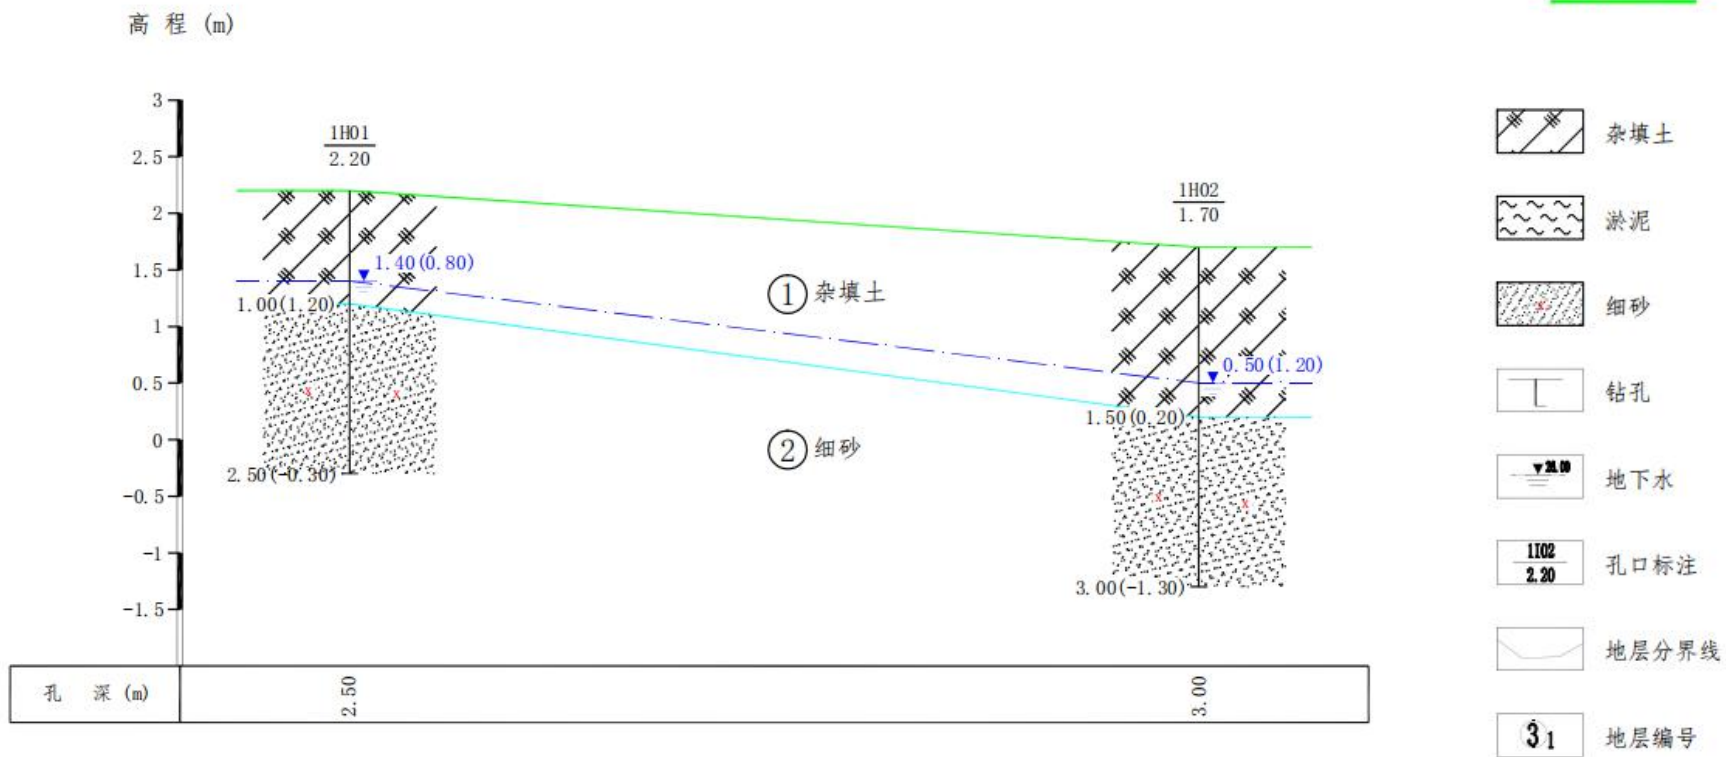 高 程 (m)
3
2.5
2
1.5
1
0.5
0
-0.5
-1
-1.5
1H01
2.20
1.40(0.80)
1.00(1.20)
x
x
2.50(-0.30)
① 杂填土
② 细砂
1H02
1.70
0.50(1.20)
1.50(0.20)
x
x
3.00(-1.30)
孔 深 (m)
2.50
3.00
杂填土
淤泥
x
细砂
钻孔
地下水
1I02
2.20
孔口标注
地层分界线
3 1
地层编号